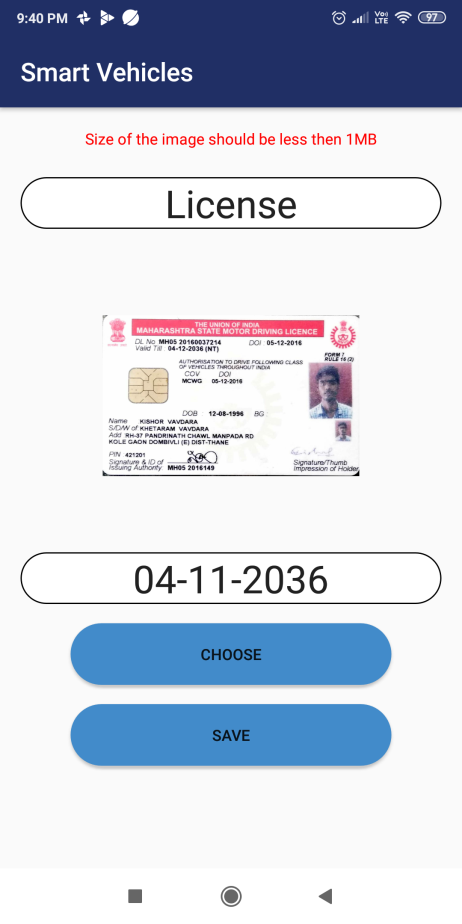 9:40 PM
Vo)) LTE
97
Smart Vehicles
Size of the image should be less then 1MB
License
THE UNION OF INDIA
MAHARASHTRA STATE MOTOR DRIVING LICENCE
DL No MH05 20160037214 DOI 05-12-2016
Valid Till 04-12-2036 (NT)
FORM 7
RULE 16 (2)
AUTHORISATION TO DRIVE FOLLOWING CLASS
OF VEHICLES THROUGHOUT INDIA
COV DOI
MCWG 05-12-2016
DOB 12-08-1996 BG
Name KISHOR VAVDARA
S/D/W of KHETARAM VAVDARA
Add RH-37 PANDRINATH CHAWL MANPADA RD
KOLE GAON DOMBIVLI (E) DIST-THANE
PIN 421201
Signature & ID of
Issuing Authority MH05 2016149
Signature/Thumb
Impression of Holder
04-11-2036
CHOOSE
SAVE